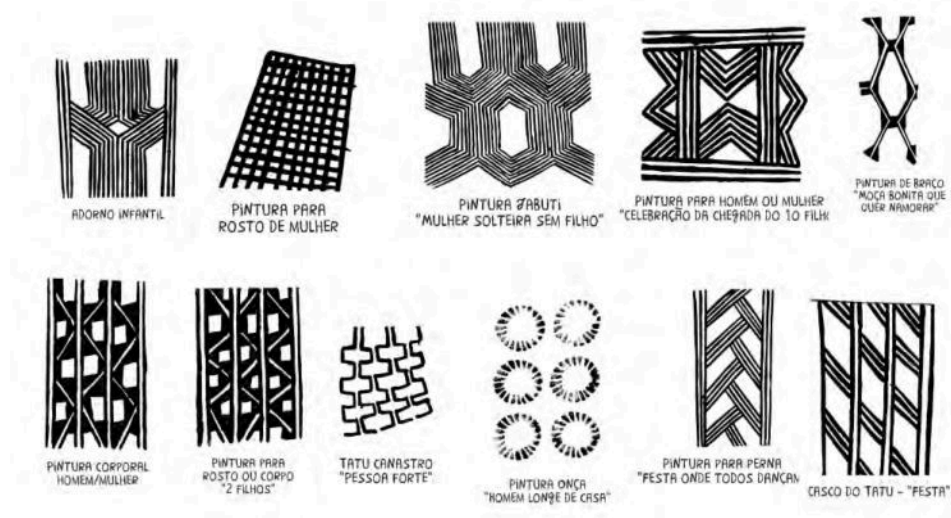 ADORNO INFANTIL
PINTURA PARA
ROSTO DE MULHER
PINTURA JABUTI
"MULHER SOLTEIRA SEM FILHO"
PINTURA PARA HOMEM OU MULHER
"CELEBRAÇÃO DA CHEGADA DO 1O FILH
PINTURA DE BRAÇO
"MOÇA BONITA QUE
QUER NAMORAR"
PINTURA CORPORAL
HOMEM/MULHER
PINTURA PARA
ROSTO OU CORPO
"2 FILHOS"
TATU CANASTRO
"PESSOA FORTE"
PINTURA ONÇA
"HOMEM LONGE DE CASA"
PINTURA PARA PERNA
"FESTA ONDE TODOS DANÇAM
CASCO DO TATU - "FESTA"